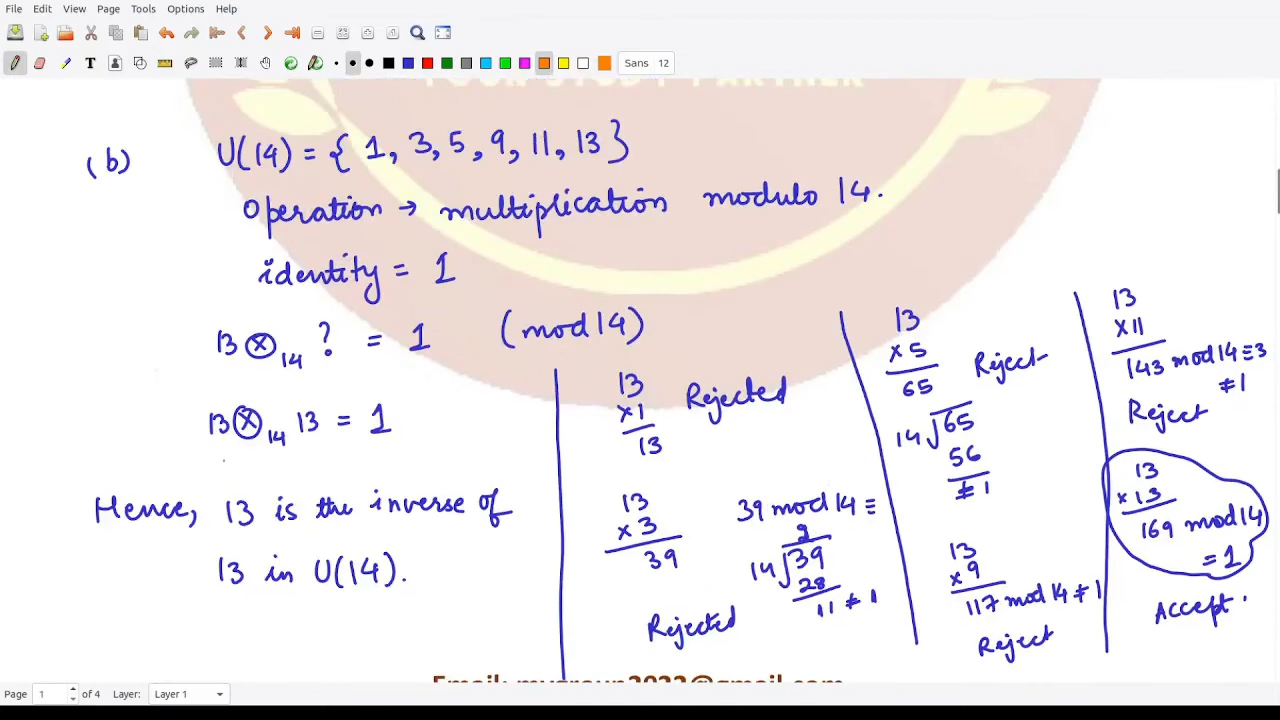 File Edit View Page Tools Options Help
Sans 12
YOUR STUDY PARTNER
(b) U(14) = { 1, 3, 5, 9, 11, 13 }
Operation → multiplication modulo 14.
identity = 1
13 ⊗14 ? = 1 (mod 14)
13 ⊗14 13 = 1
Hence, 13 is the inverse of
13 in U(14).
13
×1
13
Rejected
13
×3
39
39 mod 14 ≡
2
14√39
28
11 ≠ 1
Rejected
13
×5
65
Reject
14√65
56
≠ 1
13
×9
117 mod 14 ≠ 1
Reject
13
×11
143 mod 14 ≡ 3
≠ 1
Reject
13
×13
169 mod 14
= 1
Accept.
Page 1 of 4 Layer: Layer 1